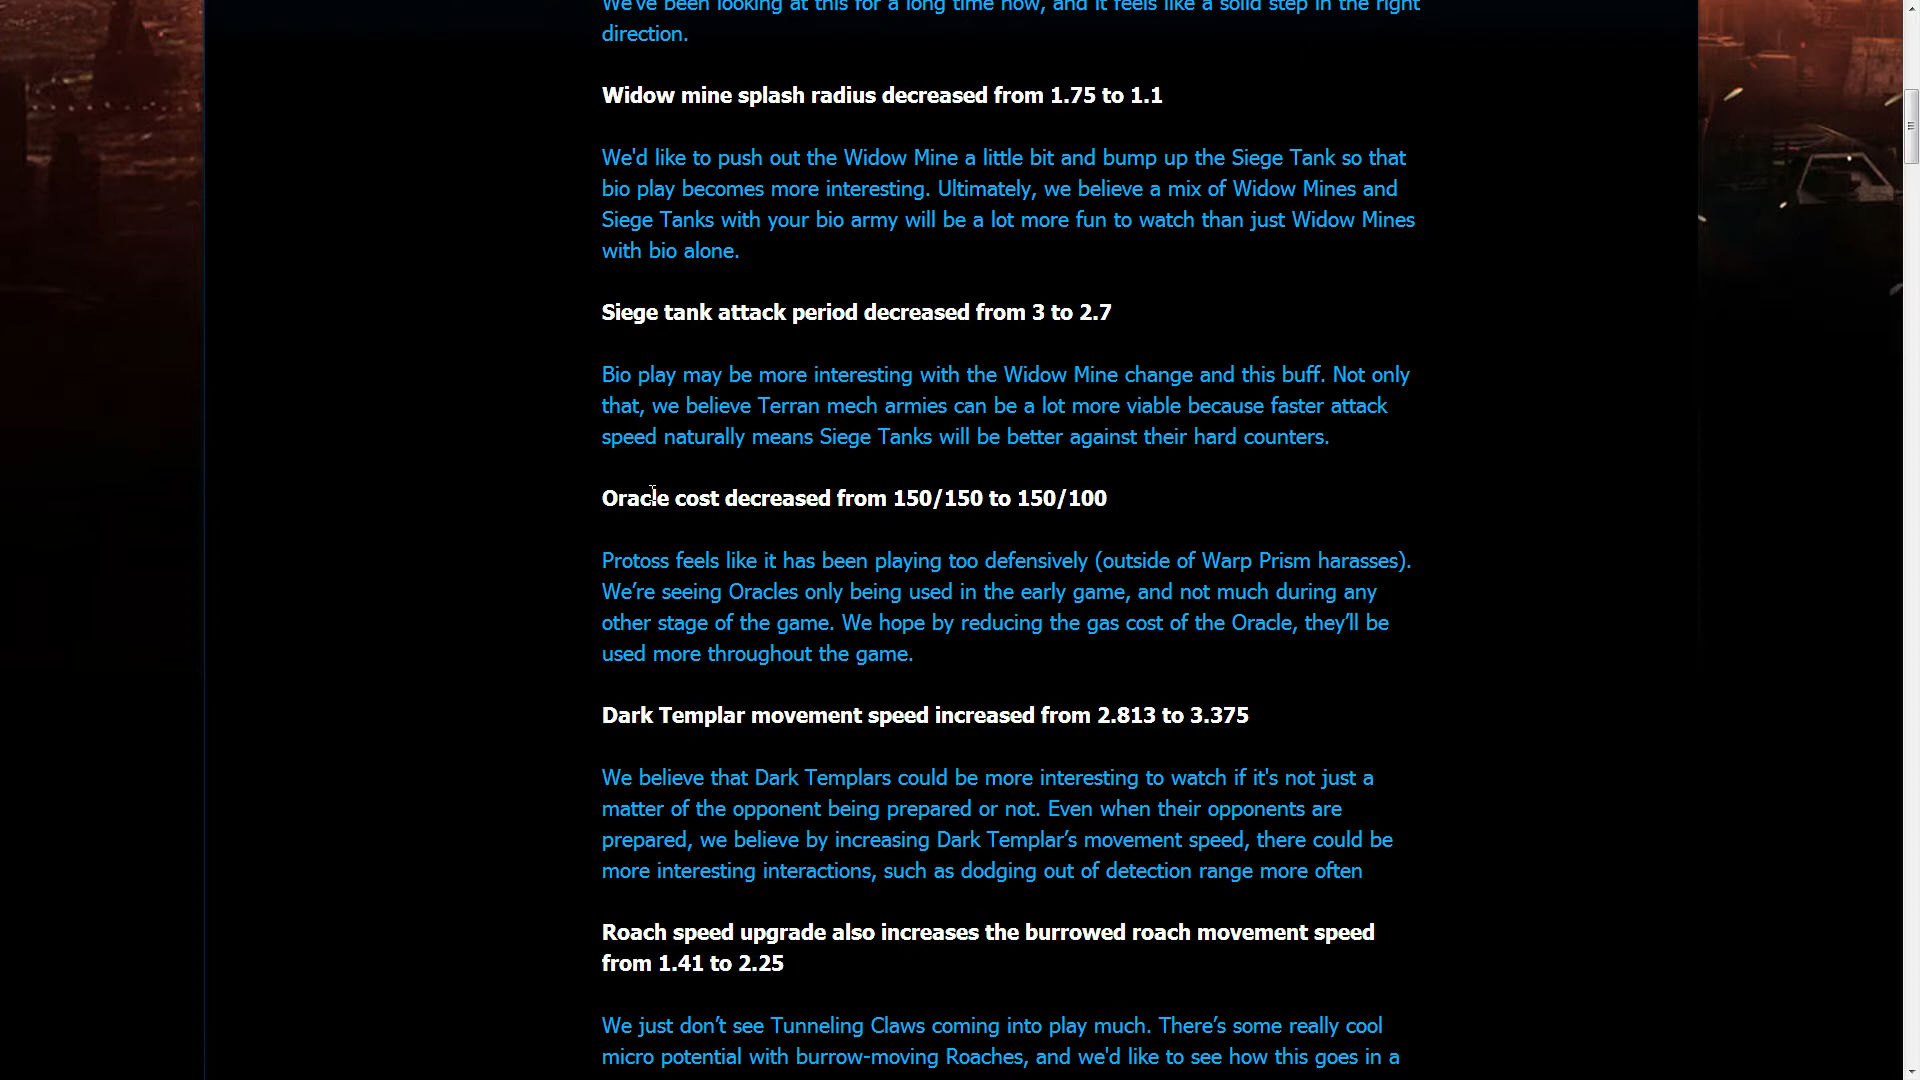 We've been looking at this for a long time now, and it feels like a solid step in the right
direction.
Widow mine splash radius decreased from 1.75 to 1.1
We'd like to push out the Widow Mine a little bit and bump up the Siege Tank so that
bio play becomes more interesting. Ultimately, we believe a mix of Widow Mines and
Siege Tanks with your bio army will be a lot more fun to watch than just Widow Mines
with bio alone.
Siege tank attack period decreased from 3 to 2.7
Bio play may be more interesting with the Widow Mine change and this buff. Not only
that, we believe Terran mech armies can be a lot more viable because faster attack
speed naturally means Siege Tanks will be better against their hard counters.
Oracle cost decreased from 150/150 to 150/100
Protoss feels like it has been playing too defensively (outside of Warp Prism harasses).
We’re seeing Oracles only being used in the early game, and not much during any
other stage of the game. We hope by reducing the gas cost of the Oracle, they’ll be
used more throughout the game.
Dark Templar movement speed increased from 2.813 to 3.375
We believe that Dark Templars could be more interesting to watch if it's not just a
matter of the opponent being prepared or not. Even when their opponents are
prepared, we believe by increasing Dark Templar’s movement speed, there could be
more interesting interactions, such as dodging out of detection range more often
Roach speed upgrade also increases the burrowed roach movement speed
from 1.41 to 2.25
We just don’t see Tunneling Claws coming into play much. There’s some really cool
micro potential with burrow-moving Roaches, and we'd like to see how this goes in a